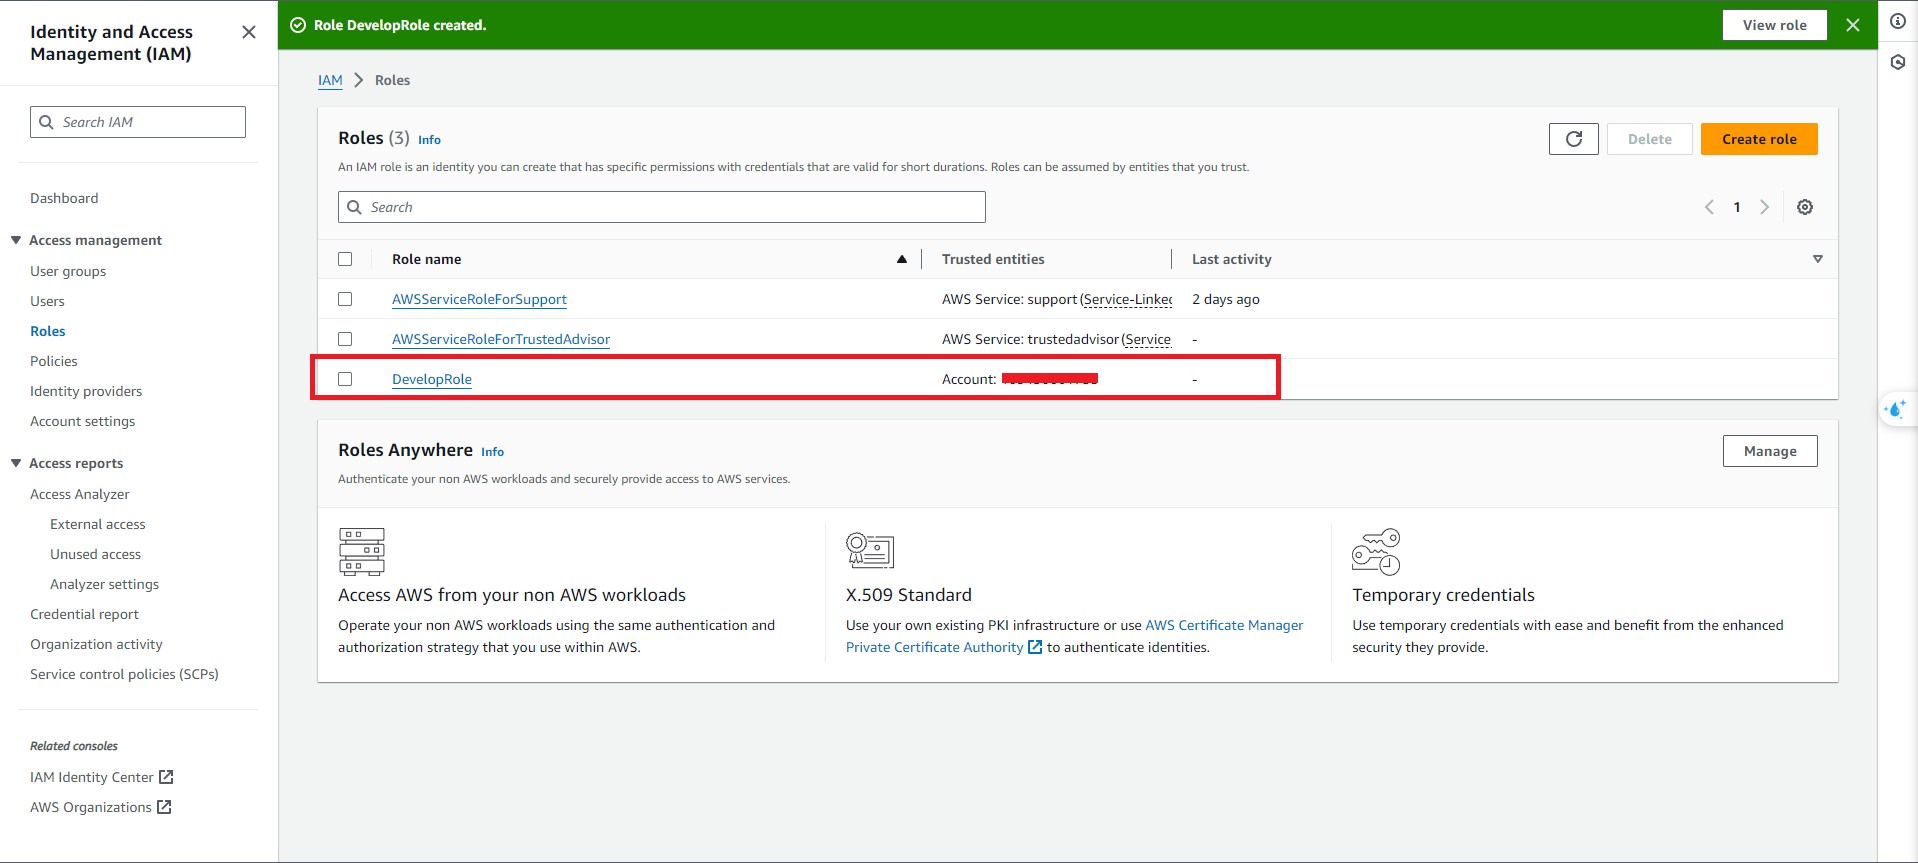 Identity and Access
Management (IAM)
Search IAM
Dashboard
Access management
User groups
Users
Roles
Policies
Identity providers
Account settings
Access reports
Access Analyzer
External access
Unused access
Analyzer settings
Credential report
Organization activity
Service control policies (SCPs)
Related consoles
IAM Identity Center
AWS Organizations
Role DevelopRole created.
View role
IAM > Roles
Roles (3) Info
Delete
Create role
An IAM role is an identity you can create that has specific permissions with credentials that are valid for short durations. Roles can be assumed by entities that you trust.
Search
1
Role name Trusted entities Last activity
AWSServiceRoleForSupport AWS Service: support (Service-Linked 2 days ago
AWSServiceRoleForTrustedAdvisor AWS Service: trustedadvisor (Service -
DevelopRole Account: -
Roles Anywhere Info
Manage
Authenticate your non AWS workloads and securely provide access to AWS services.
Access AWS from your non AWS workloads
Operate your non AWS workloads using the same authentication and
authorization strategy that you use within AWS.
X.509 Standard
Use your own existing PKI infrastructure or use AWS Certificate Manager
Private Certificate Authority to authenticate identities.
Temporary credentials
Use temporary credentials with ease and benefit from the enhanced
security they provide.